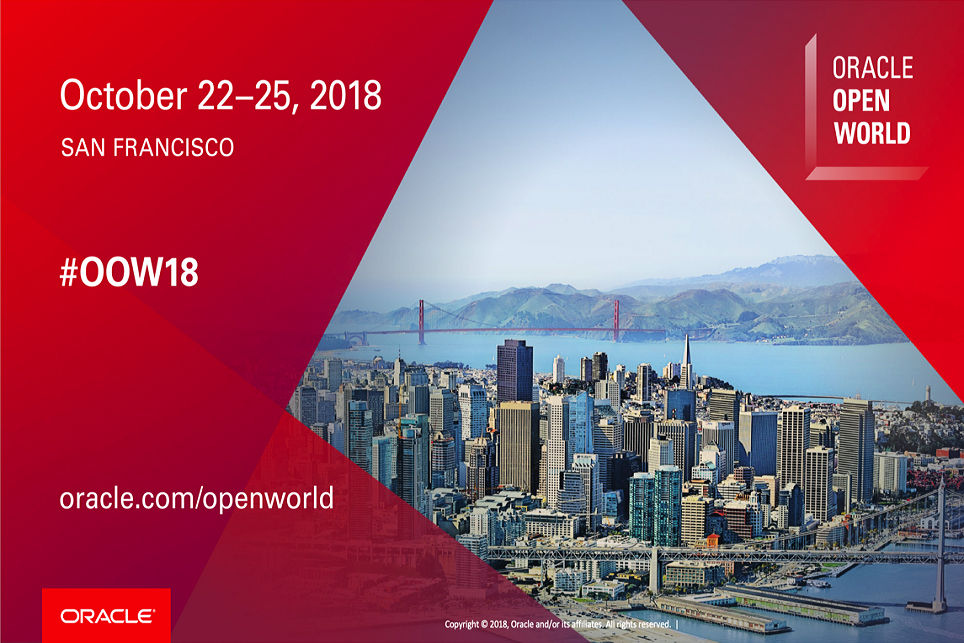 October 22–25, 2018
SAN FRANCISCO
#OOW18
oracle.com/openworld
ORACLE
OPEN
WORLD
ORACLE®
Copyright © 2018, Oracle and/or its affiliates. All rights reserved. |